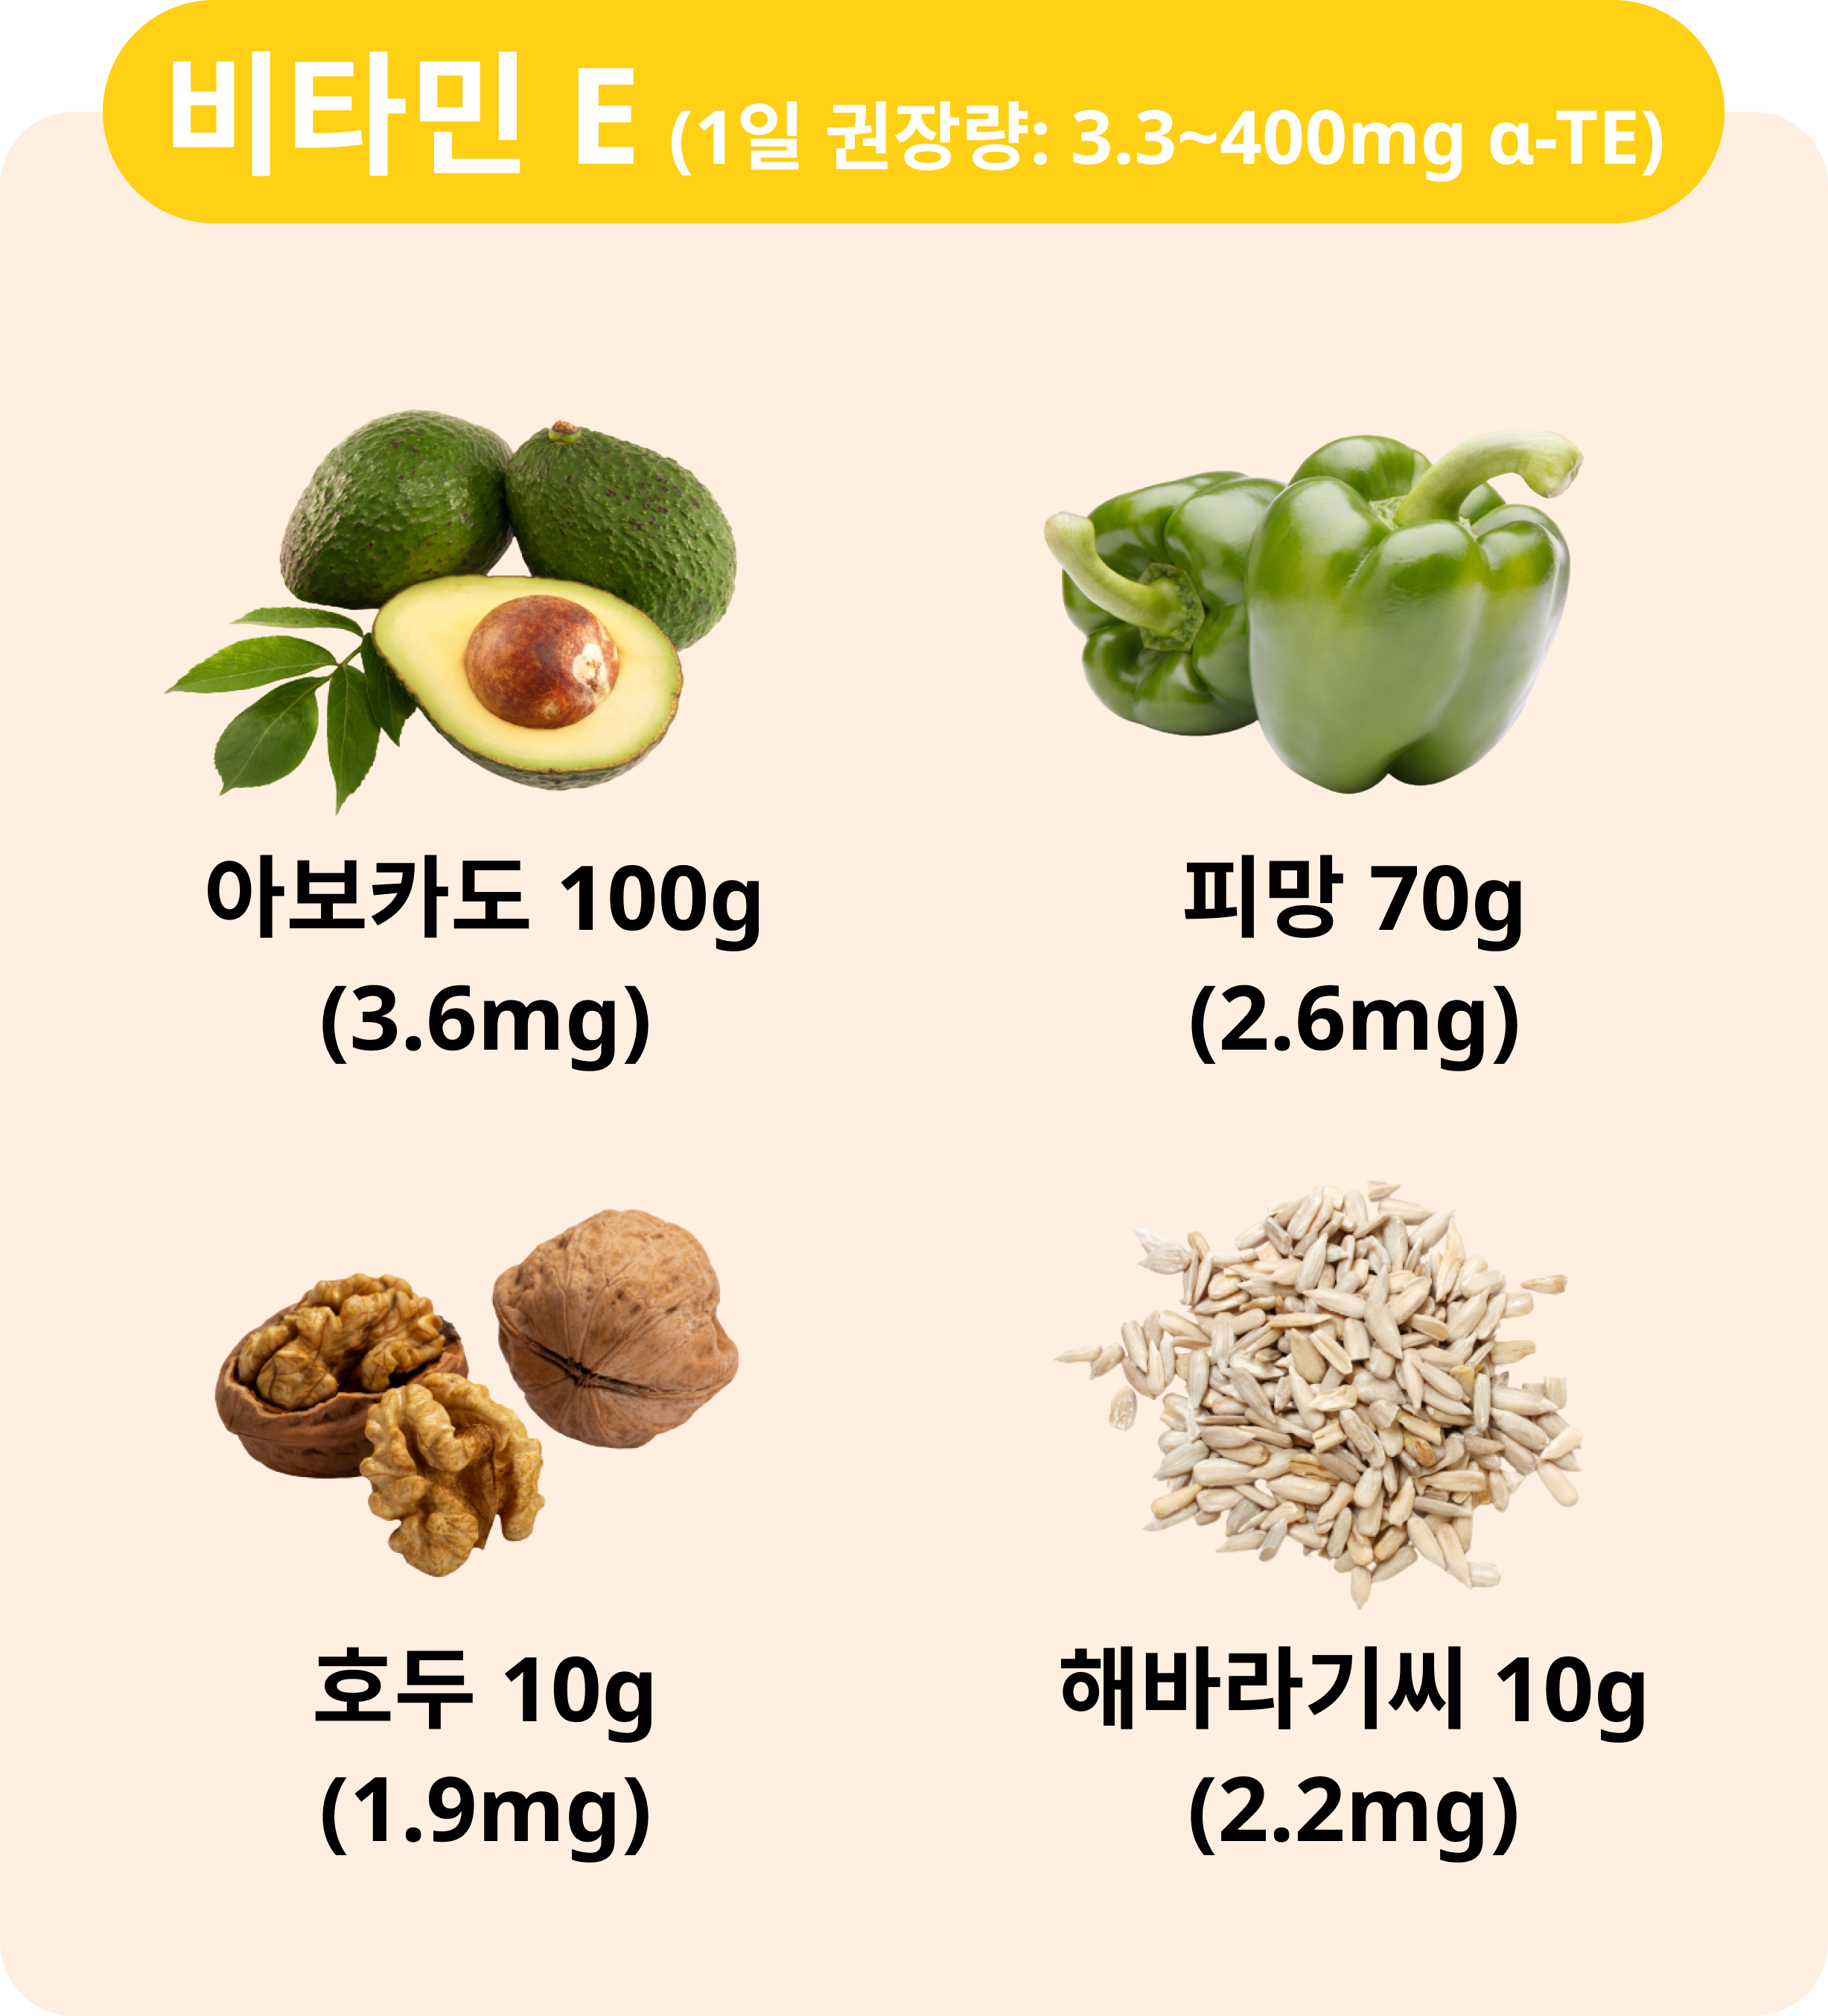 비타민 E (1일 권장량: 3.3~400mg α-TE)
아보카도 100g
(3.6mg)
피망 70g
(2.6mg)
호두 10g
(1.9mg)
해바라기씨 10g
(2.2mg)